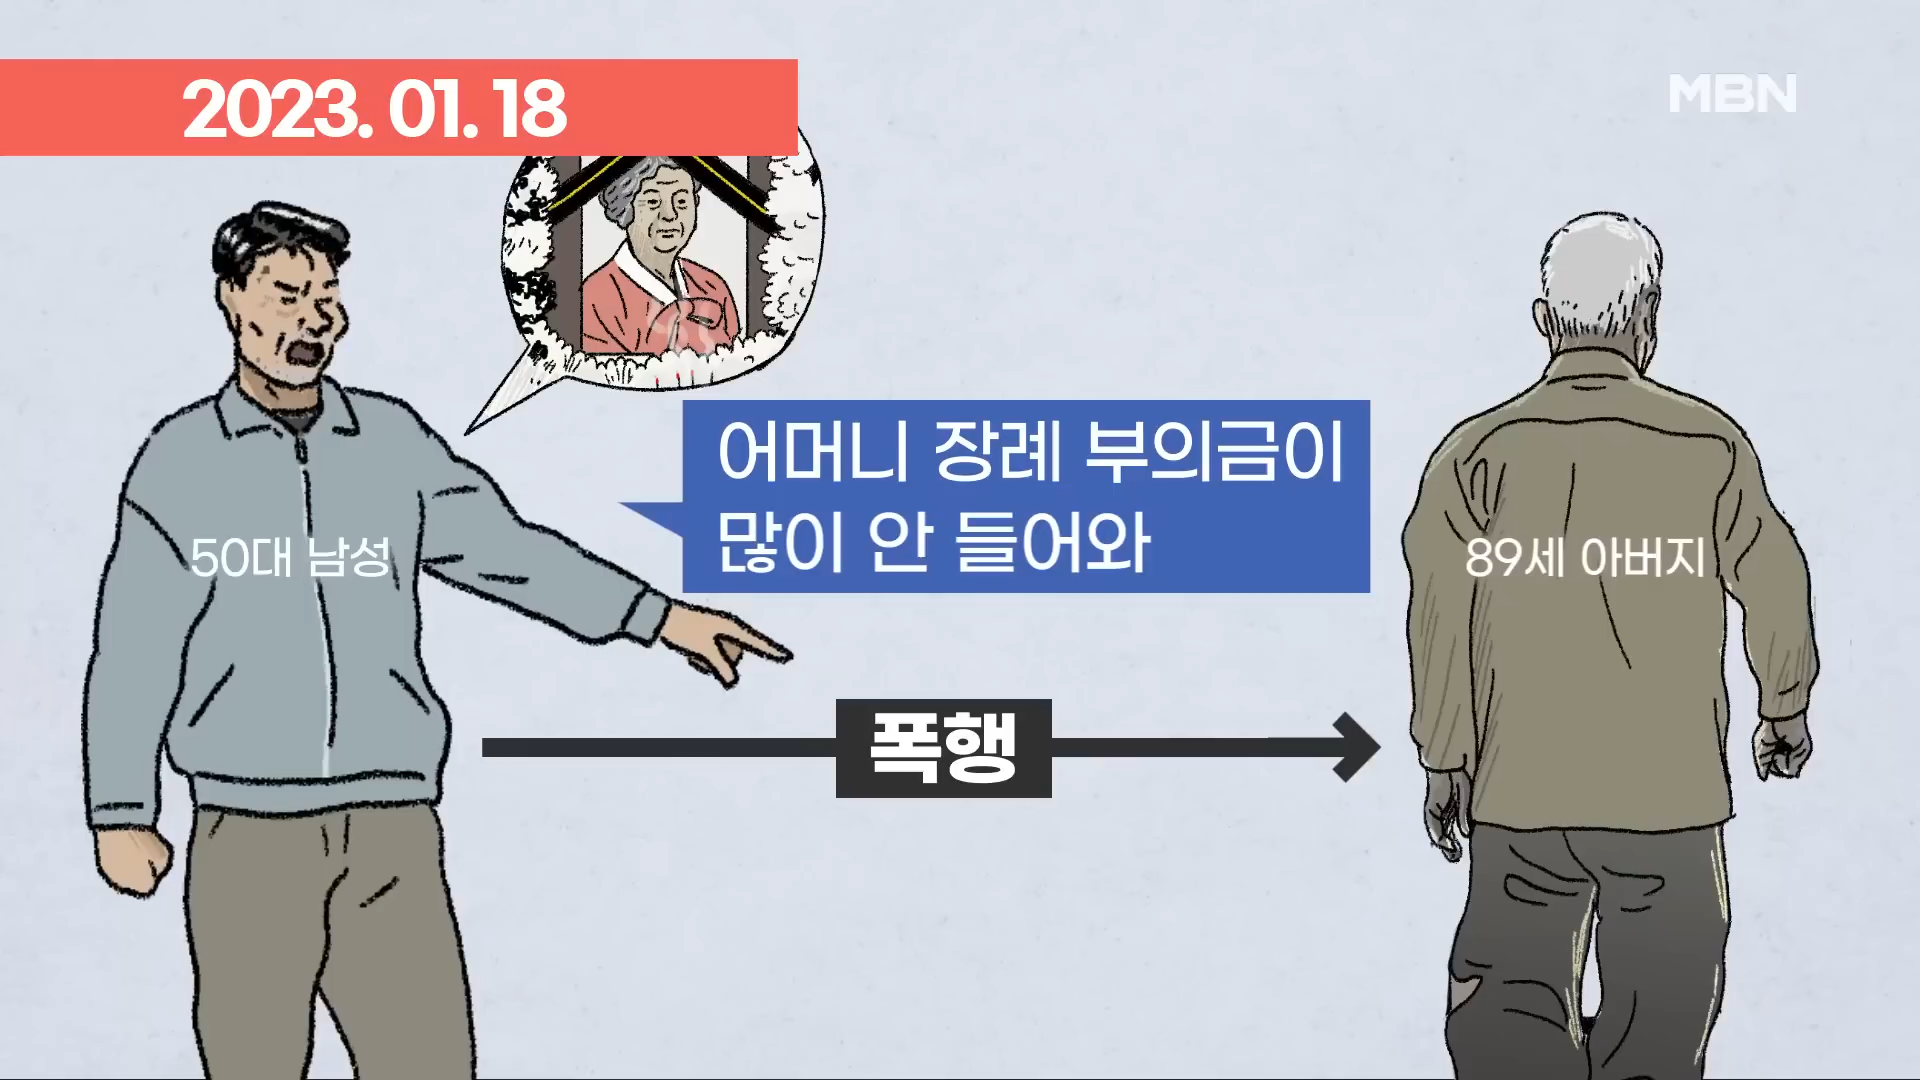 2023. 01. 18
MBN
어머니 장례 부의금이
많이 안 들어와
50대 남성
89세 아버지
폭행